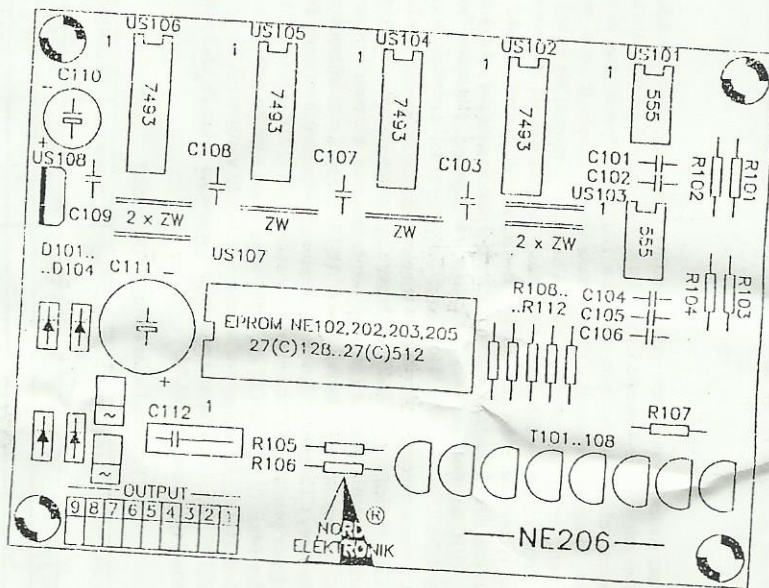 US106 US105 US104 US102 US101
1 1 1 1 1
7493 7493 7493 7493 555
C110
-
+
US108
C109
C108
C107
C103
C101
C102
US103
1
555
R102
R101
2 x ZW
ZW
ZW
2 x ZW
D101..
..D104
C111
-
+
US107
EPROM NE102,202,203,205
27(C)128..27(C)512
1
R108..
..R112
C104
C105
C106
R104
R103
~
~
C112
R105
R106
R107
T101..108
OUTPUT
9 8 7 6 5 4 3 2 1
NORD ®
ELEKTRONIK
NE206